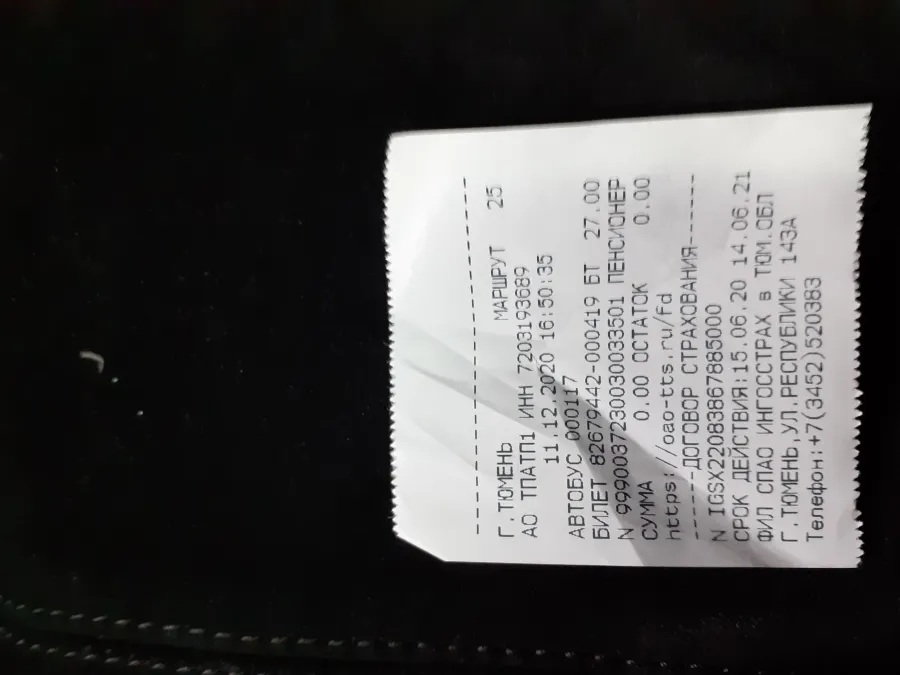 Г.ТЮМЕНЬ МАРШРУТ 25
АО ТПАТП1 ИНН 7203193689
11.12.2020 16:50:35
АВТОБУС 000117
БИЛЕТ 82679442-000419 БТ 27.00
N 99900372300300033501 ПЕНСИОНЕР
СУММА 0.00 ОСТАТОК 0.00
https://oao-tts.ru/fd
-----ДОГОВОР СТРАХОВАНИЯ-----
N IGSX22083867885000
СРОК ДЕЙСТВИЯ:15.06.20 14.06.21
ФИЛ СПАО ИНГОССТРАХ в ТЮМ.ОБЛ
Г.ТЮМЕНЬ,УЛ.РЕСПУБЛИКИ 143А
Телефон:+7(3452)520383